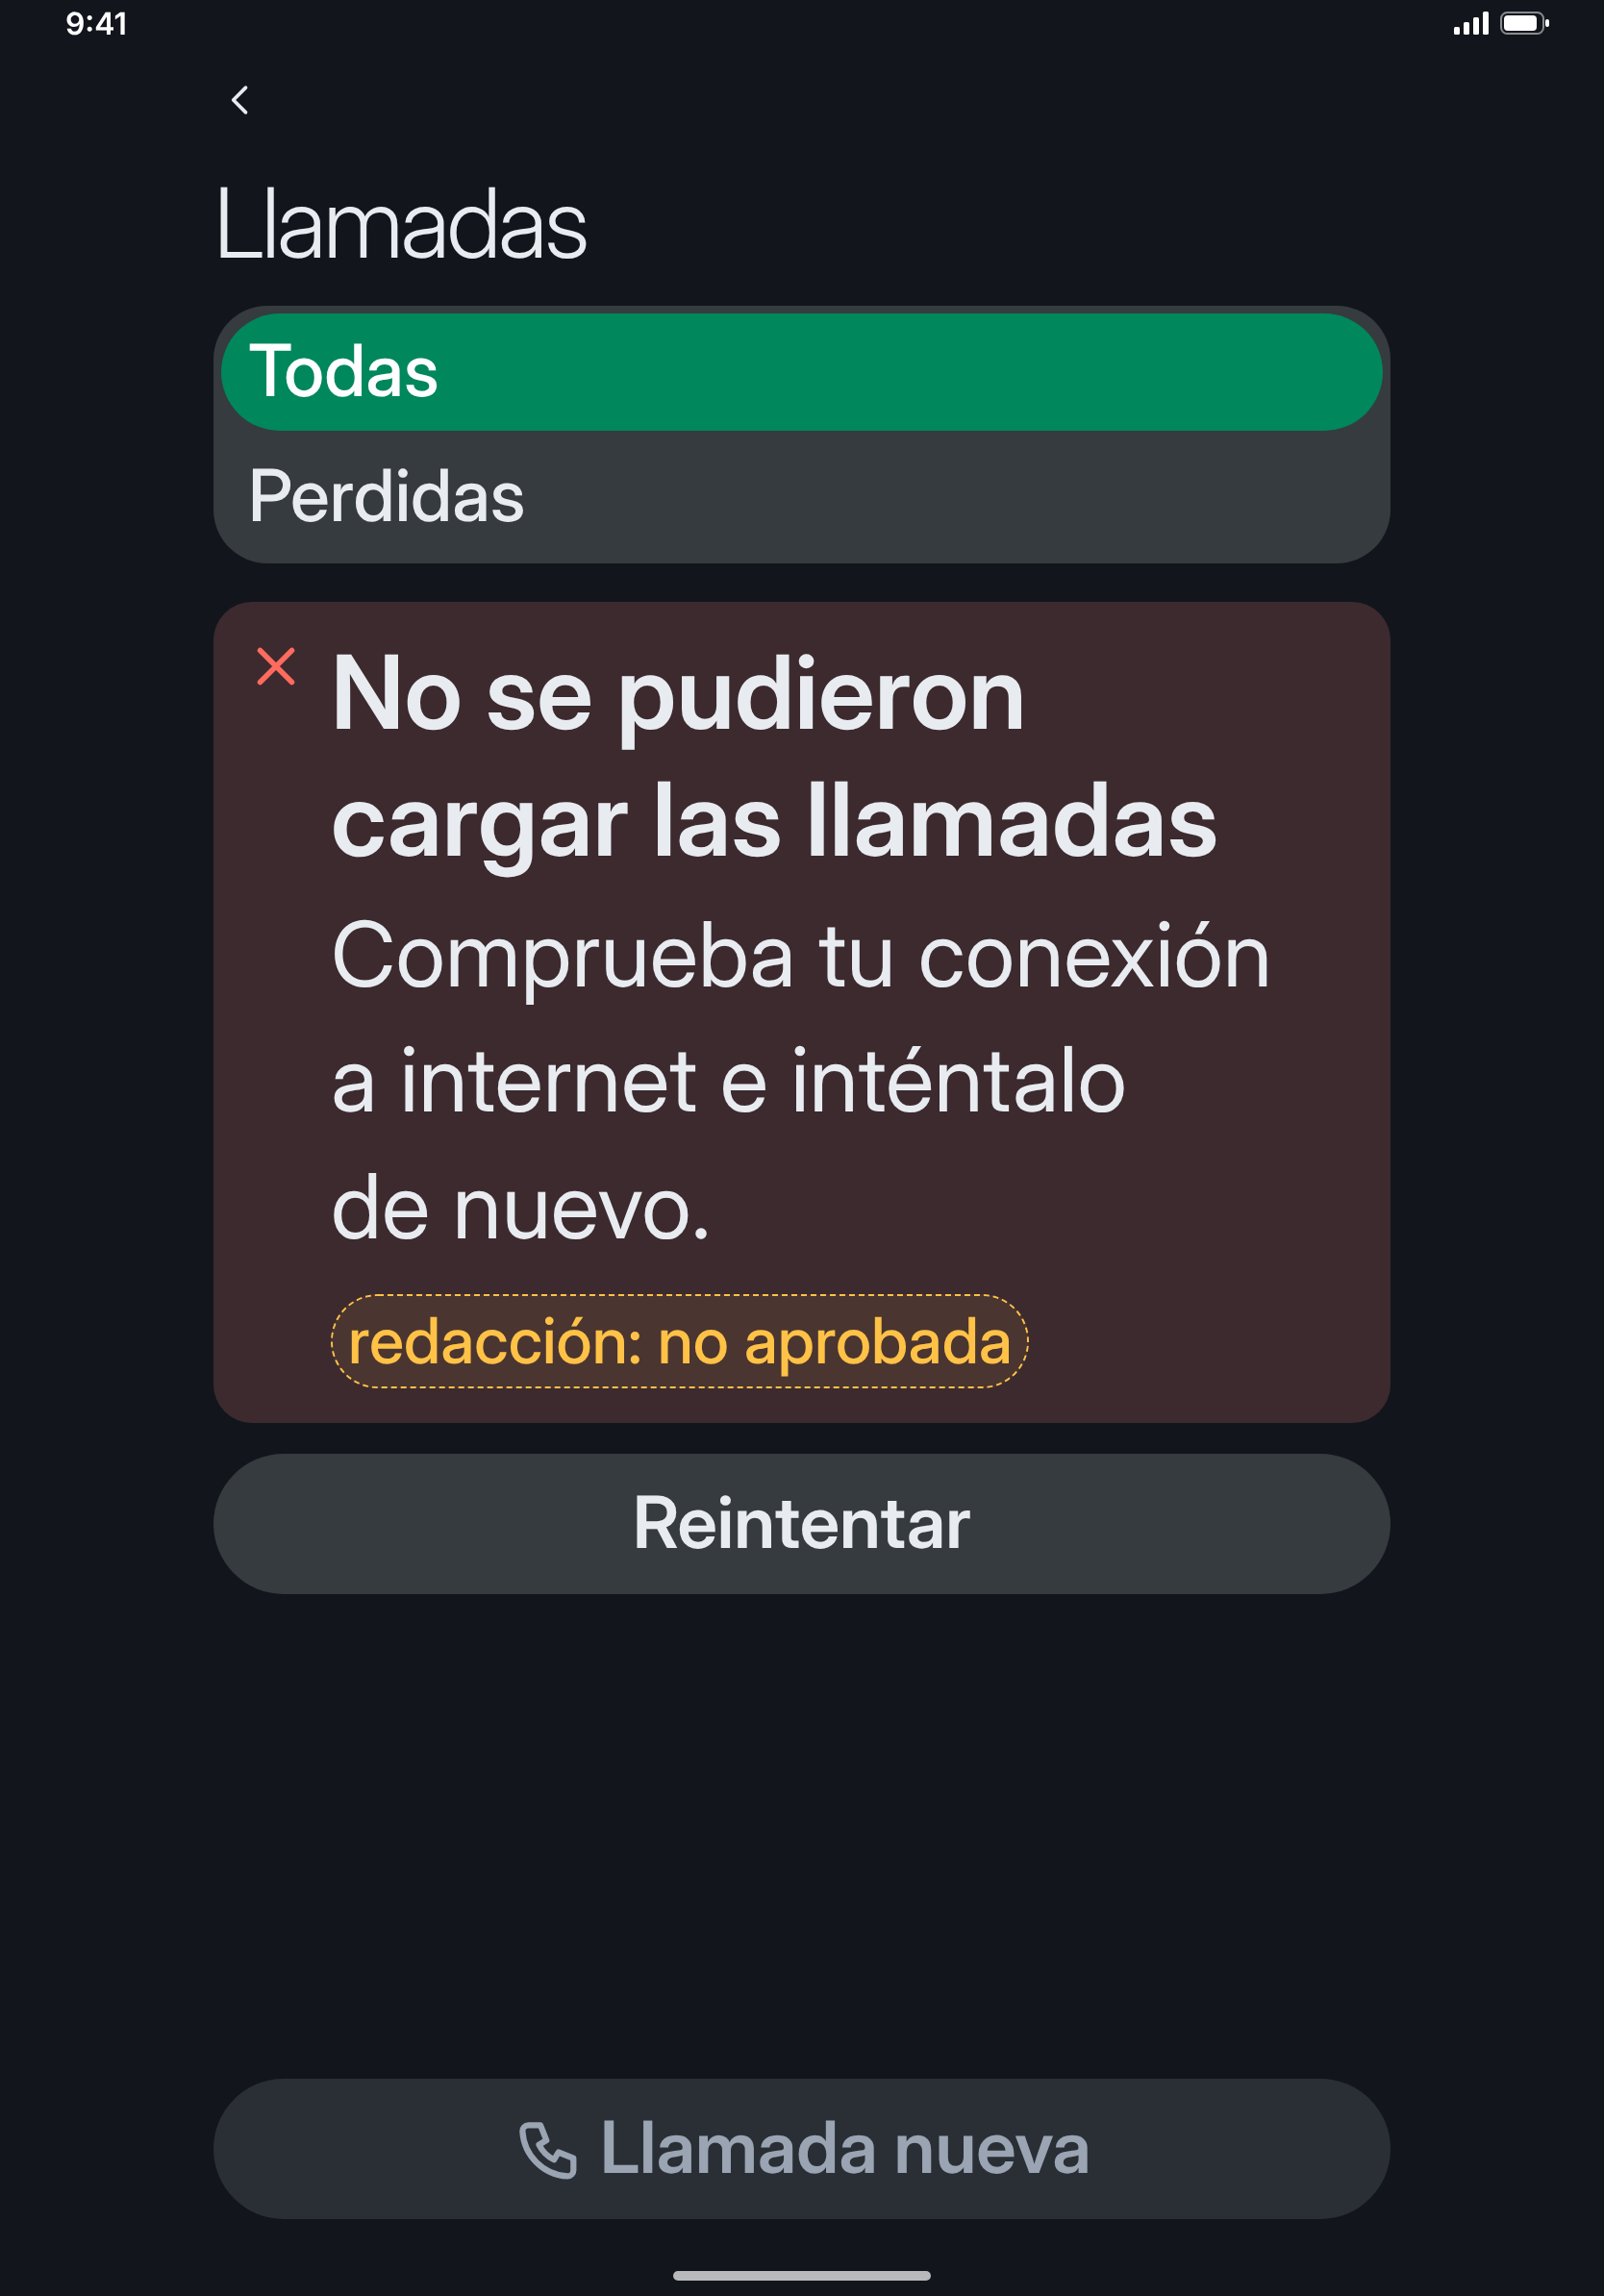 9:41
Llamadas
Todas
Perdidas
No se pudieron
cargar las llamadas
Comprueba tu conexión
a internet e inténtalo
de nuevo.
redacción: no aprobada
Reintentar
Llamada nueva